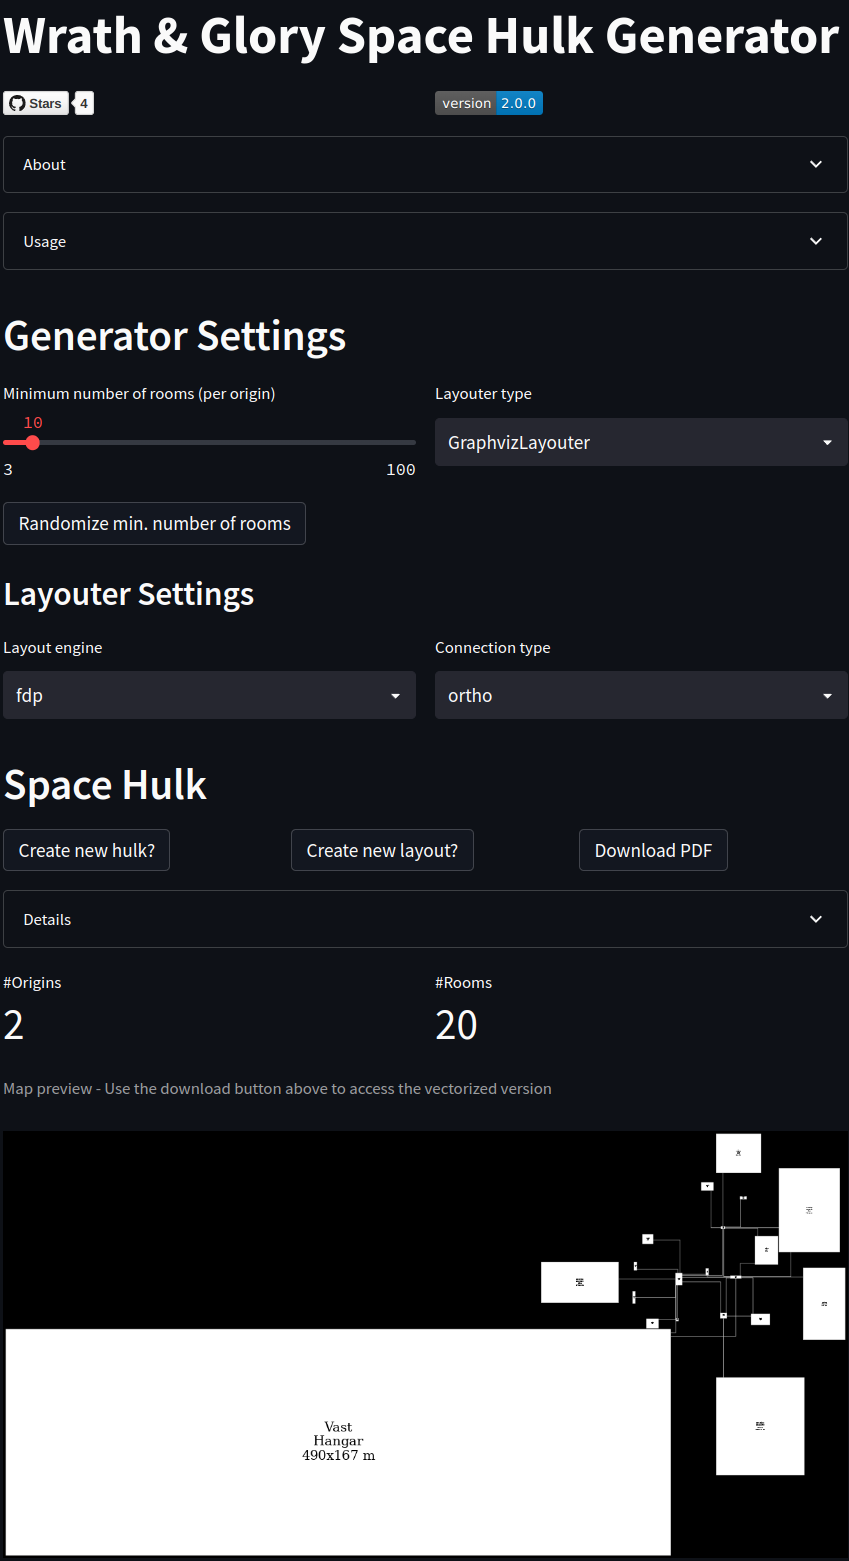 Wrath & Glory Space Hulk Generator
Stars 4
version 2.0.0
About
Usage
Generator Settings
Minimum number of rooms (per origin)
Layouter type
10
GraphvizLayouter
3
100
Randomize min. number of rooms
Layouter Settings
Layout engine
Connection type
fdp
ortho
Space Hulk
Create new hulk?
Create new layout?
Download PDF
Details
#Origins
#Rooms
2
20
Map preview - Use the download button above to access the vectorized version
Vast
Hangar
490x167 m